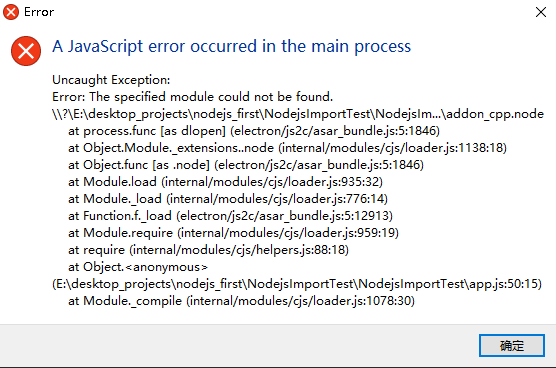 Error
A JavaScript error occurred in the main process
Uncaught Exception:
Error: The specified module could not be found.
\\?\E:\desktop_projects\nodejs_first\NodejsImportTest\NodejsIm...\addon_cpp.node
at process.func [as dlopen] (electron/js2c/asar_bundle.js:5:1846)
at Object.Module._extensions..node (internal/modules/cjs/loader.js:1138:18)
at Object.func [as .node] (electron/js2c/asar_bundle.js:5:1846)
at Module.load (internal/modules/cjs/loader.js:935:32)
at Module._load (internal/modules/cjs/loader.js:776:14)
at Function.f._load (electron/js2c/asar_bundle.js:5:12913)
at Module.require (internal/modules/cjs/loader.js:959:19)
at require (internal/modules/cjs/helpers.js:88:18)
at Object.<anonymous>
(E:\desktop_projects\nodejs_first\NodejsImportTest\NodejsImportTest\app.js:50:15)
at Module._compile (internal/modules/cjs/loader.js:1078:30)
确定